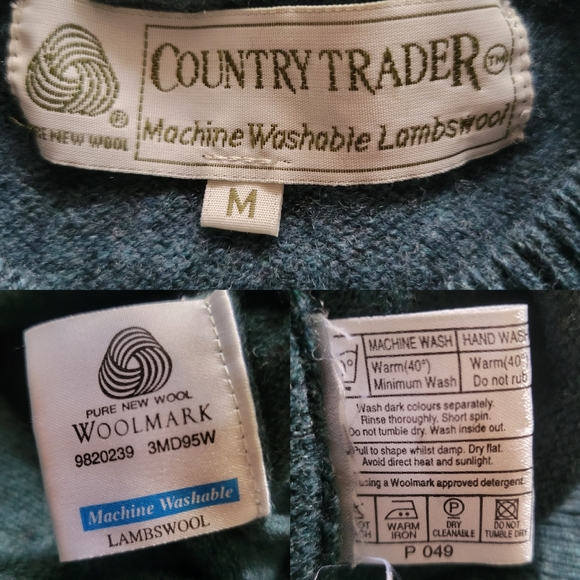 COUNTRY TRADER TM
®
PURE NEW WOOL
Machine Washable Lambswool
M
PURE NEW WOOL
WOOLMARK
9820239 3MD95W
Machine Washable
LAMBSWOOL
MACHINE WASH
Warm(40°)
Minimum Wash
HAND WASH
Warm(40°)
Do not rub
Wash dark colours separately.
Rinse thoroughly. Short spin.
Do not tumble dry. Wash inside out.
Pull to shape whilst damp. Dry flat.
Avoid direct heat and sunlight.
using a Woolmark approved detergent.
WARM
IRON
P
DRY
CLEANABLE
DO NOT
TUMBLE DRY
P 049